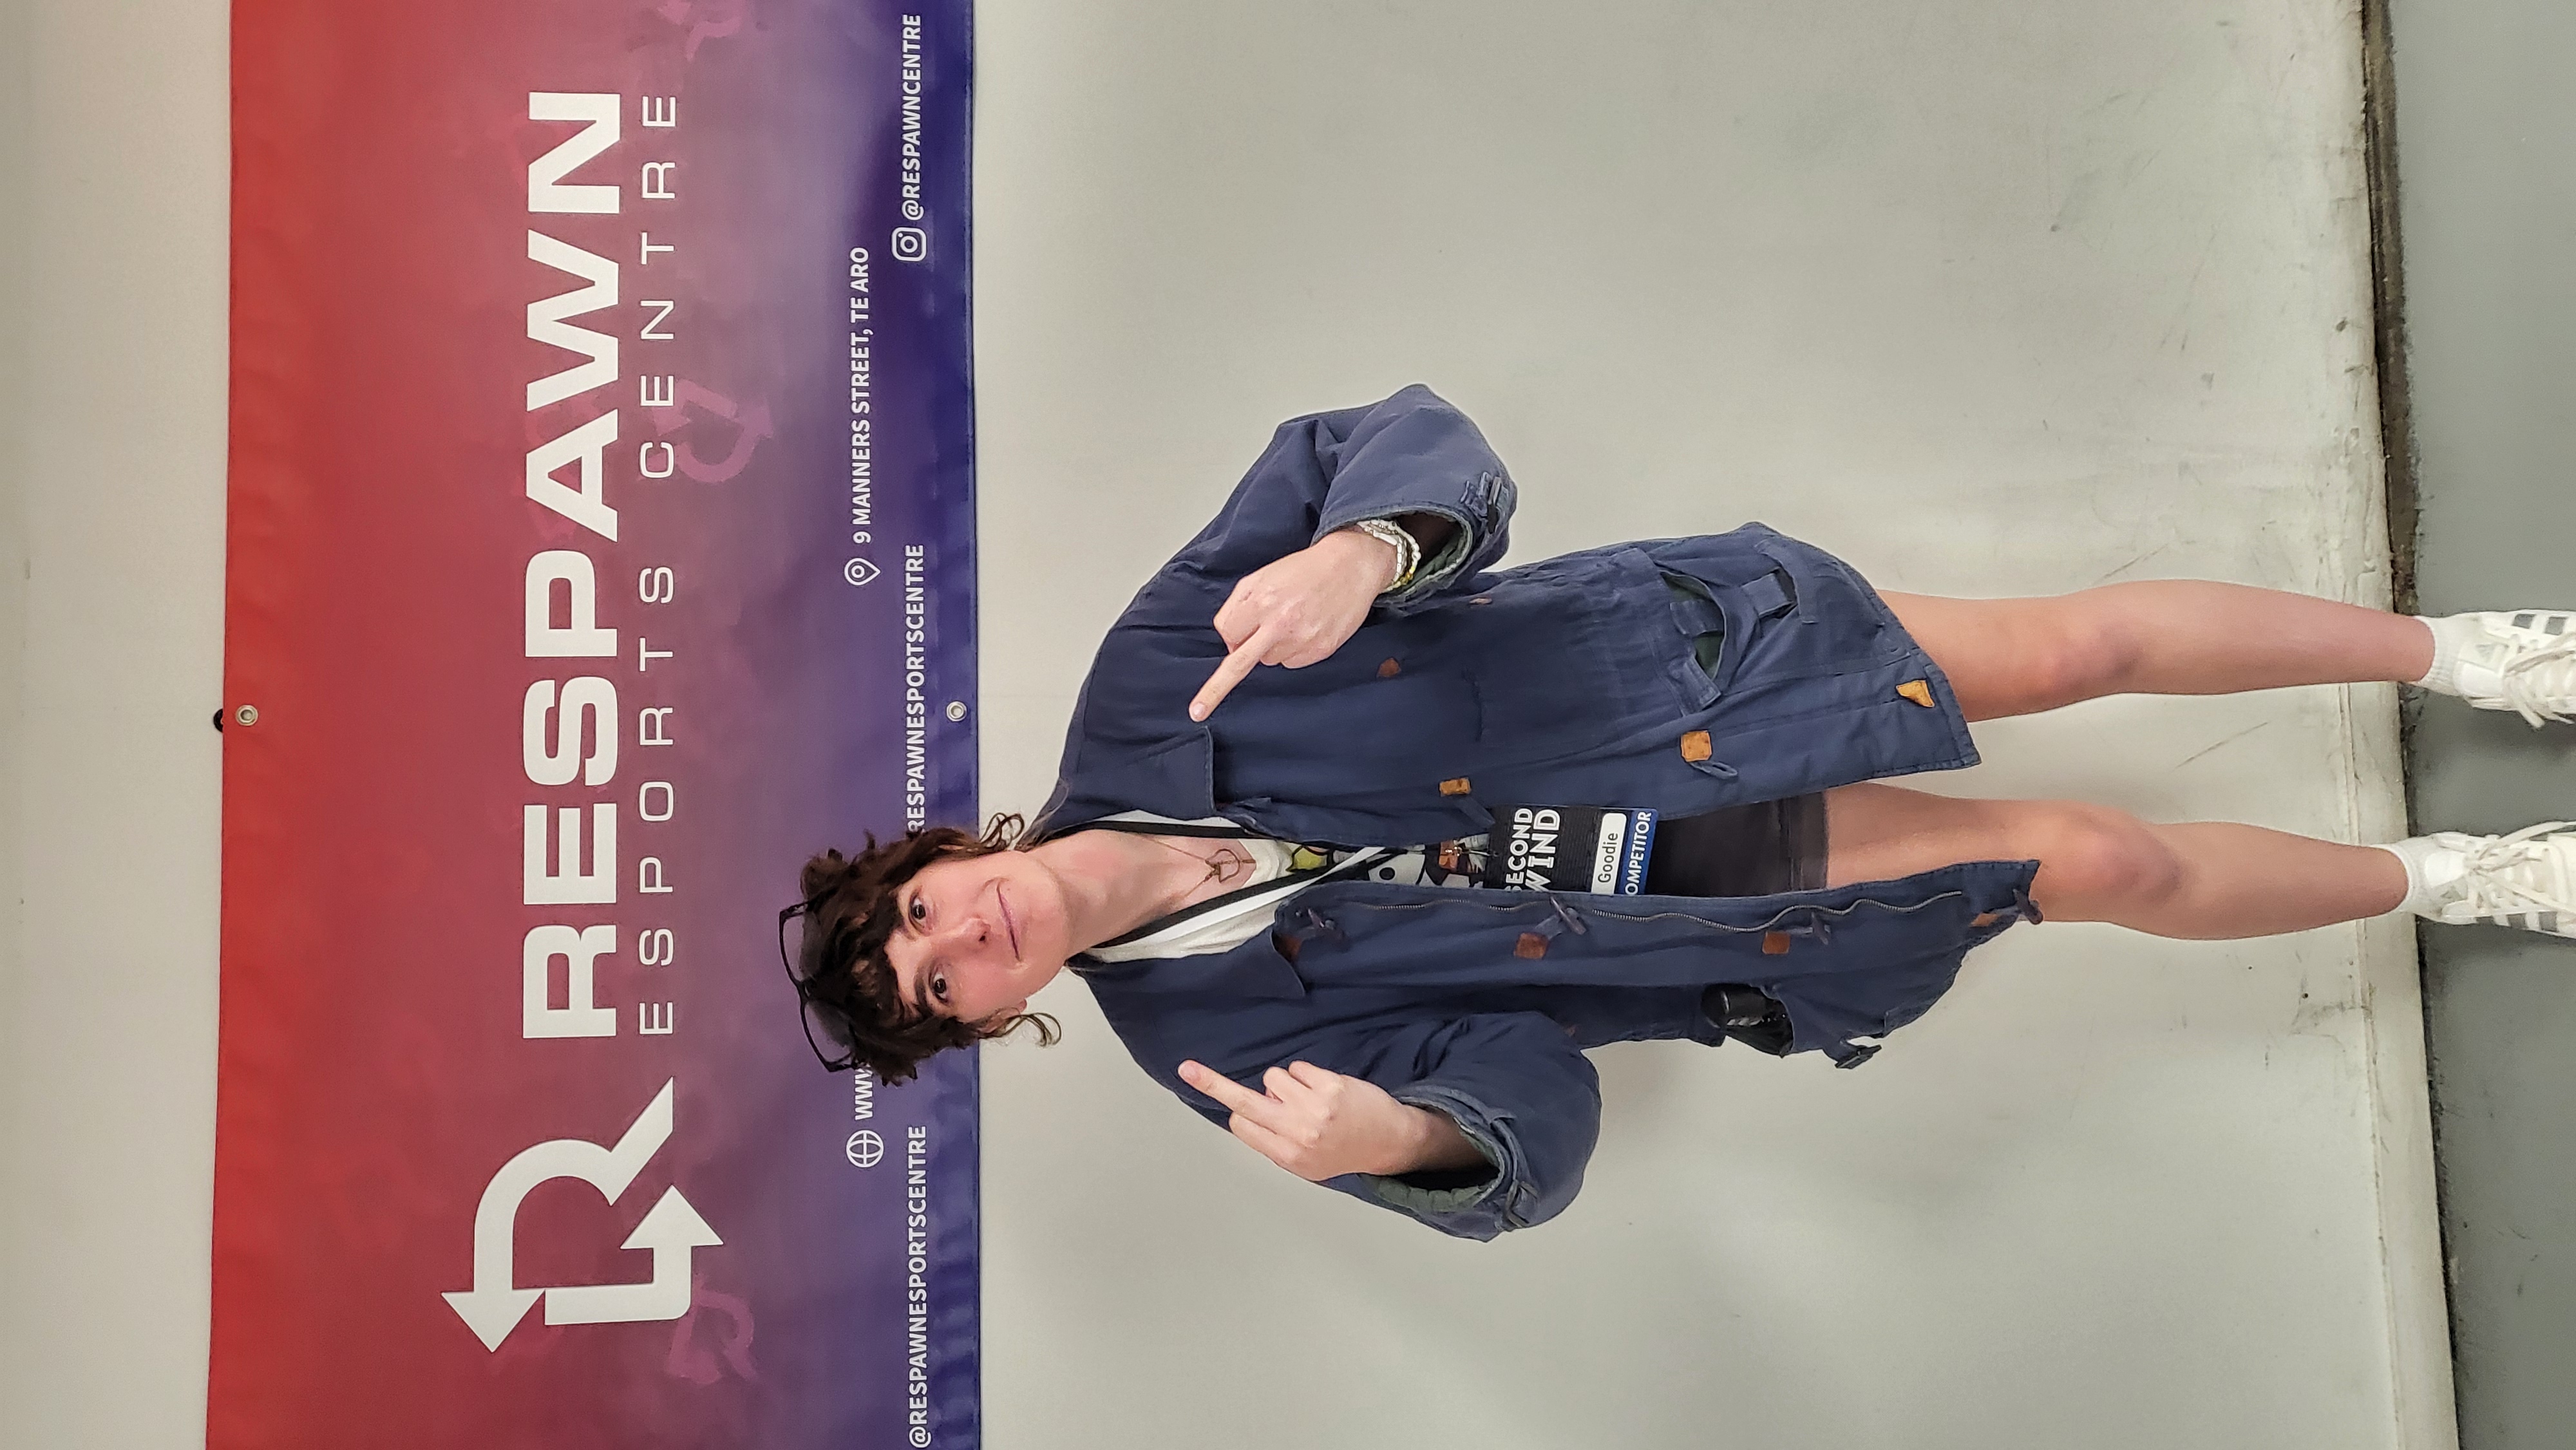 RESPAWN
ESPORTS CENTRE
9 MANNERS STREET, TE ARO
@RESPAWNESPORTSCENTRE
RESPAWNESPORTSCENTRE
@RESPAWNCENTRE
SECOND
WIND
Goodie
OMPETITOR